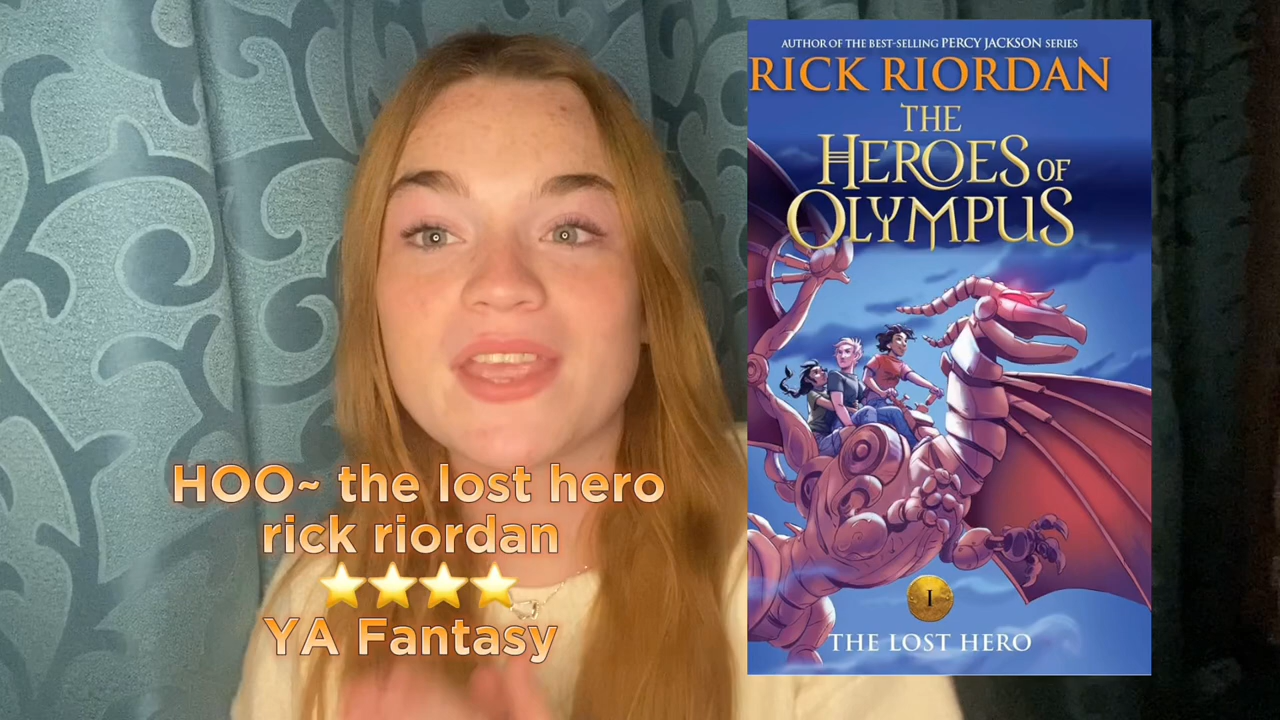 HOO~ the lost hero
rick riordan
⭐⭐⭐⭐
YA Fantasy
AUTHOR OF THE BEST-SELLING PERCY JACKSON SERIES
RICK RIORDAN
THE
HEROES OF
OLYMPUS
I
THE LOST HERO